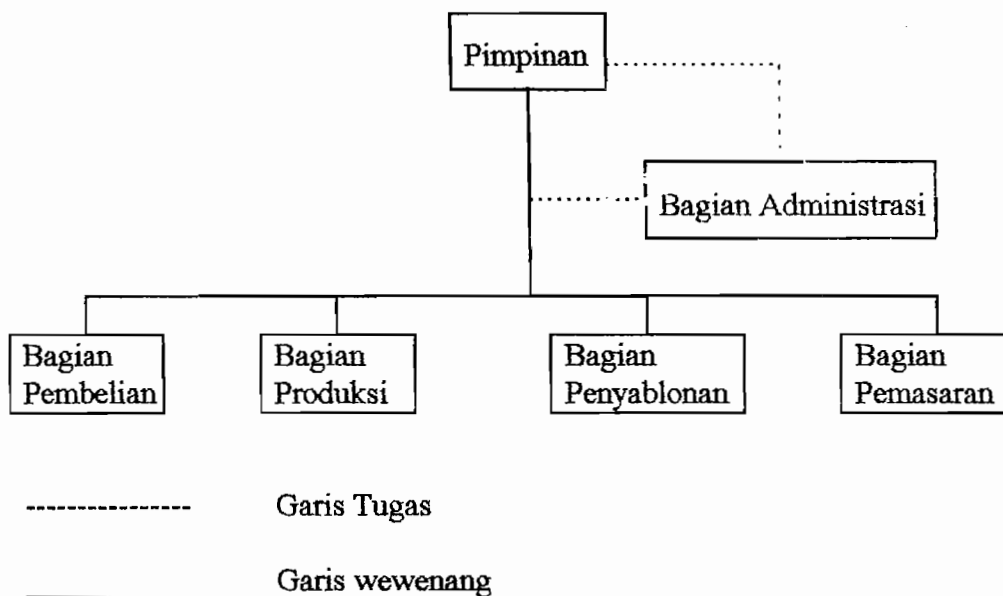 Pimpinan
Bagian Administrasi
Bagian
Pembelian
Bagian
Produksi
Bagian
Penyablonan
Bagian
Pemasaran
Garis Tugas
Garis wewenang